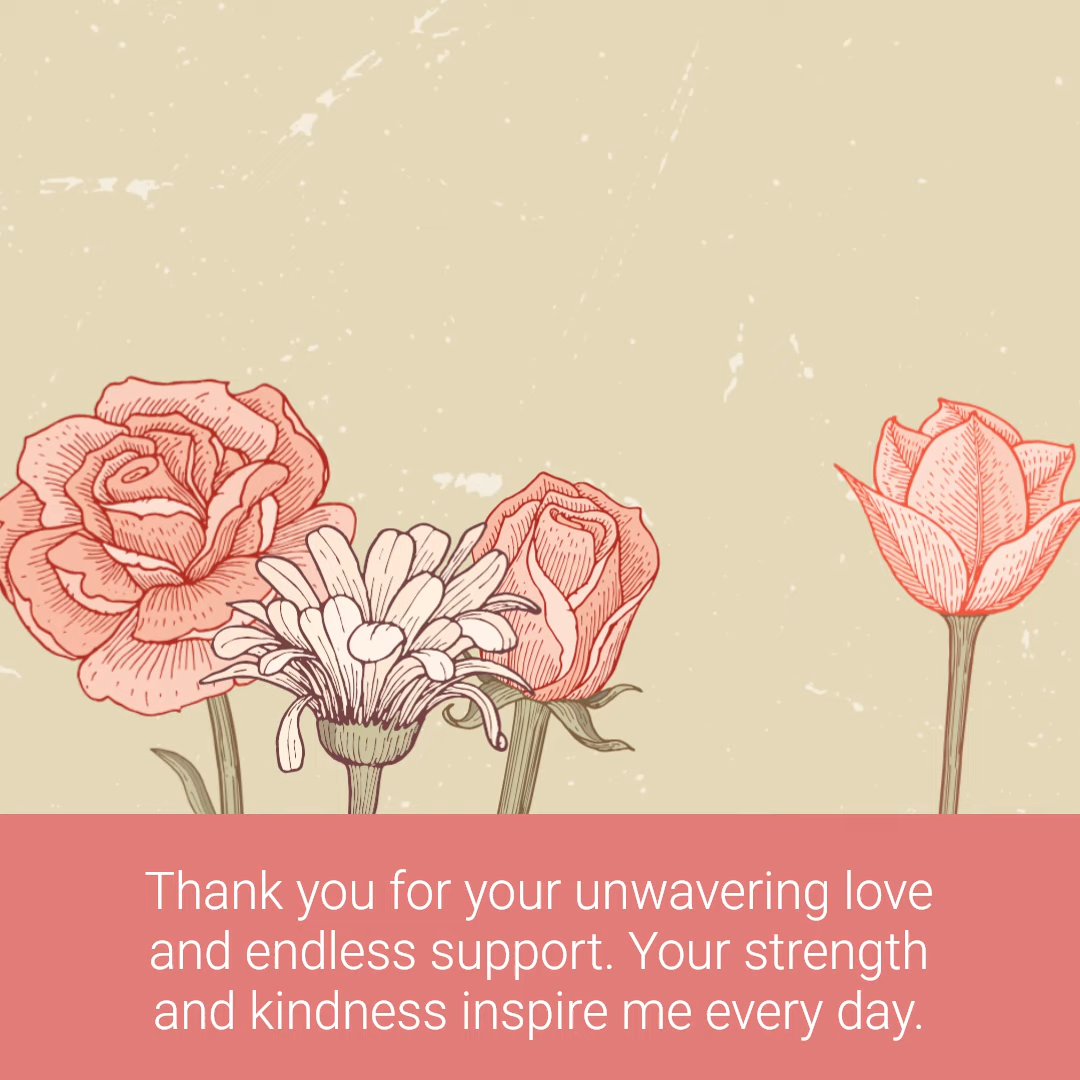 Thank you for your unwavering love
and endless support. Your strength
and kindness inspire me every day.